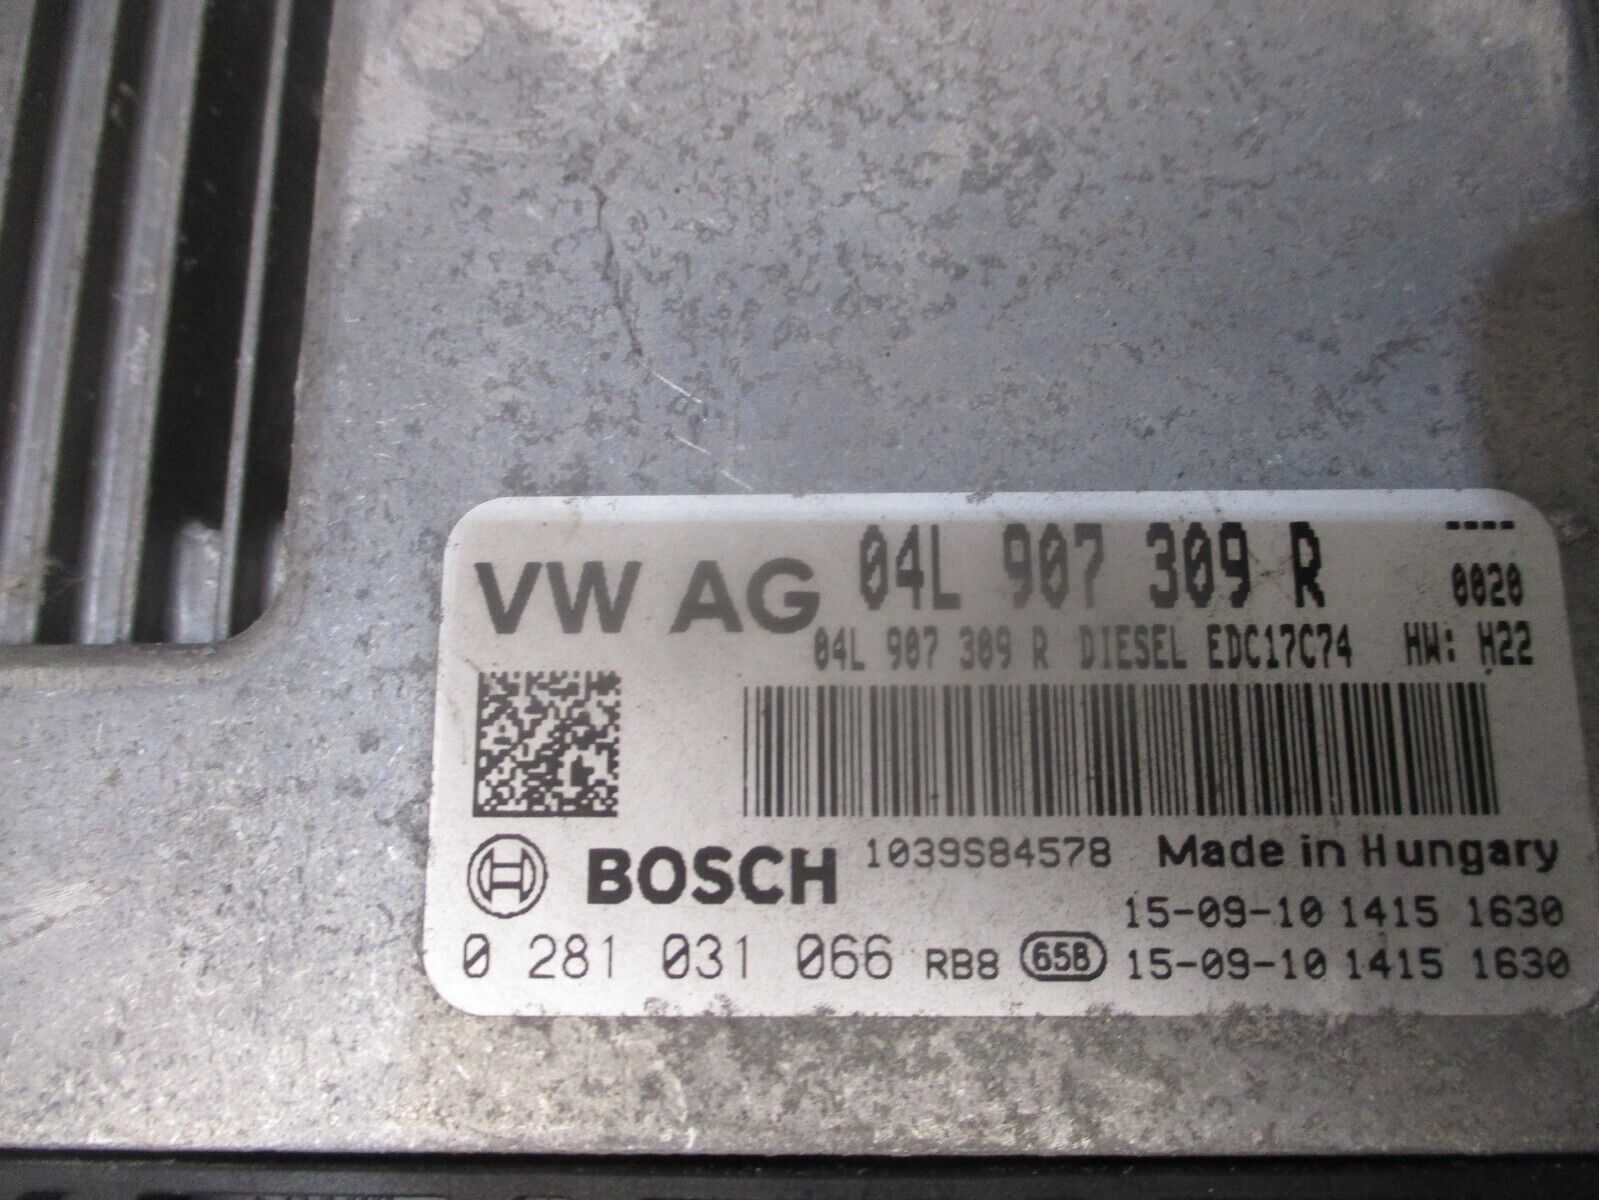 VW AG 04L 907 309 R ----
0020
04L 907 309 R DIESEL EDC17C74 HW: H22
BOSCH 1039S84578 Made in Hungary
15-09-10 1415 1630
0 281 031 066 RB8 65B 15-09-10 1415 1630